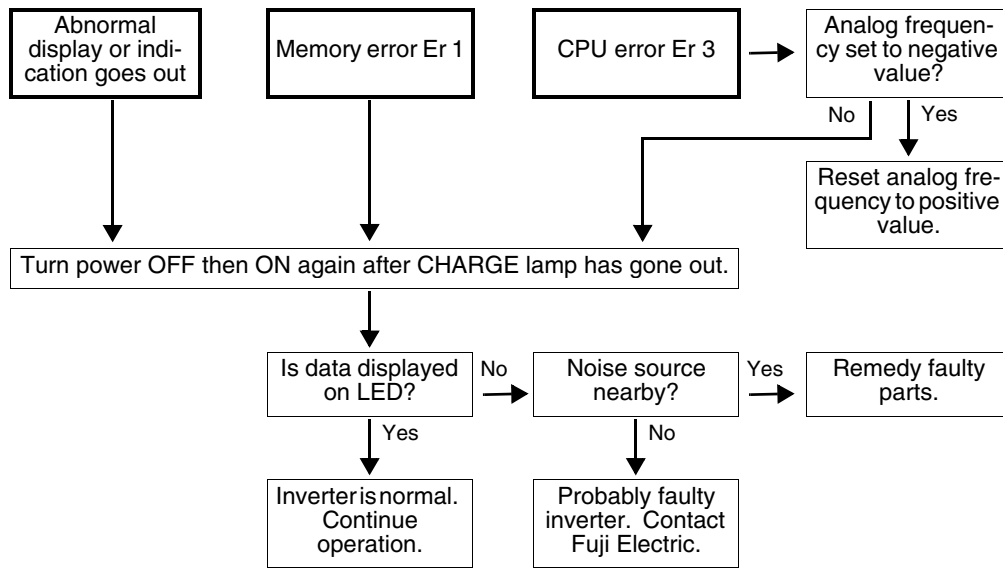 Abnormal
display or indi-
cation goes out
Memory error Er 1
CPU error Er 3
Analog frequen-
cy set to negative
value?
No
Yes
Reset analog fre-
quency to positive
value.
Turn power OFF then ON again after CHARGE lamp has gone out.
Is data displayed
on LED?
No
Noise source
nearby?
Yes
Remedy faulty
parts.
Yes
No
Inverter is normal.
Continue
operation.
Probably faulty
inverter. Contact
Fuji Electric.